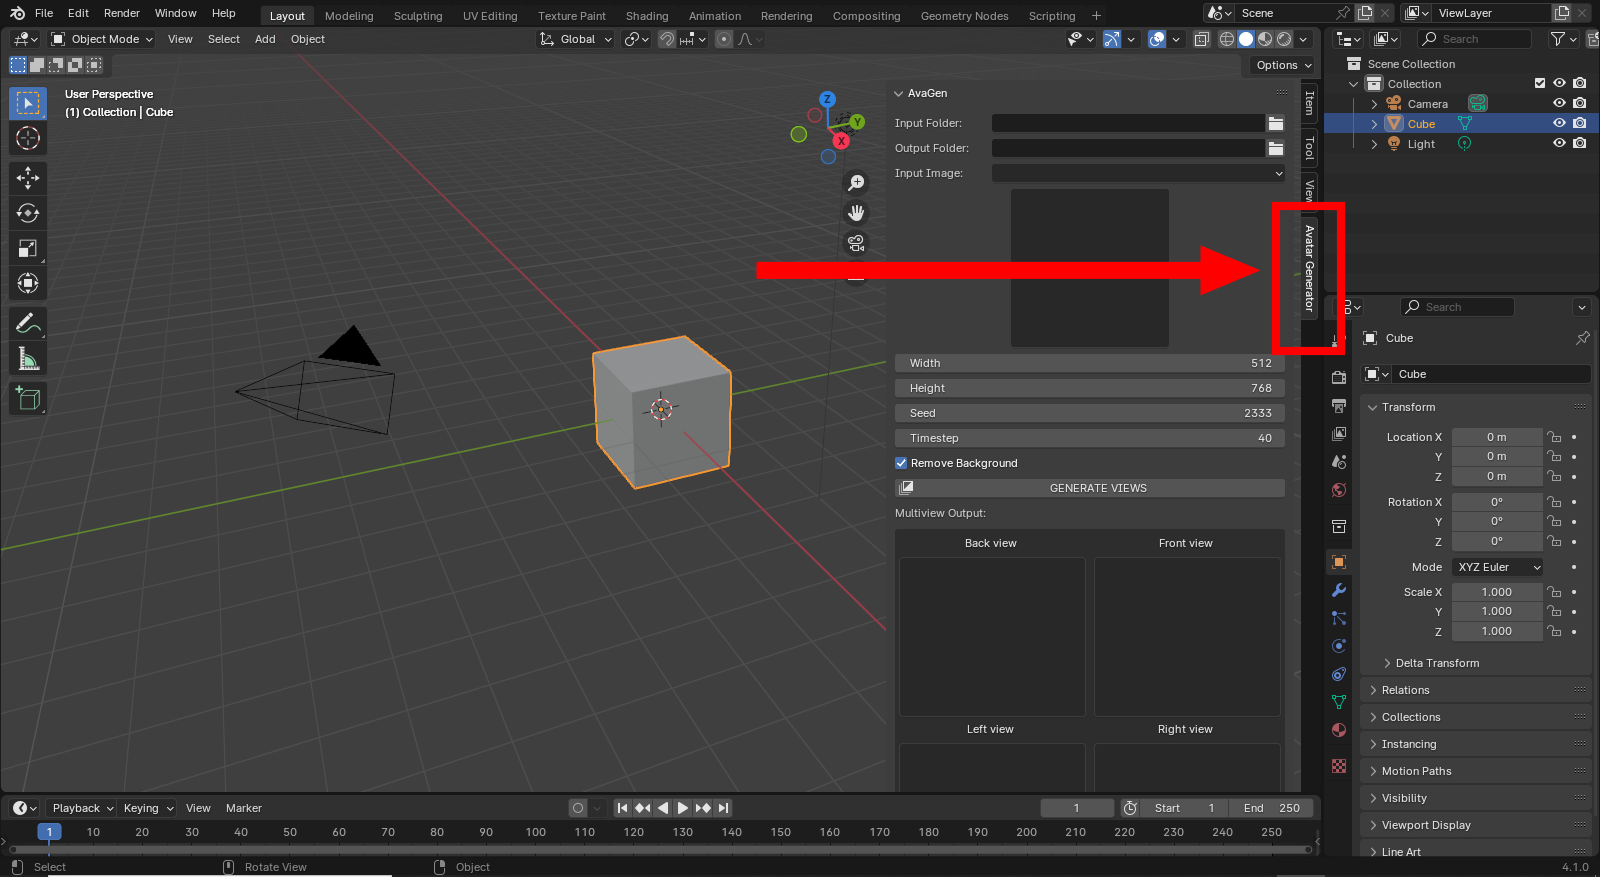 File Edit Render Window Help Layout Modeling Sculpting UV Editing Texture Paint Shading Animation Rendering Compositing Geometry Nodes Scripting + Scene ViewLayer
Object Mode View Select Add Object Global Search
Options
User Perspective
(1) Collection | Cube
Z
Y
X
AvaGen
Input Folder:
Output Folder:
Input Image:
Width 512
Height 768
Seed 2333
Timestep 40
Remove Background
GENERATE VIEWS
Multiview Output:
Back view Front view
Left view Right view
Item
Tool
View
Avatar Generator
Scene Collection
Collection
Camera
Cube
Light
Search
Cube
Cube
Transform
Location X 0 m
Y 0 m
Z 0 m
Rotation X 0°
Y 0°
Z 0°
Mode XYZ Euler
Scale X 1.000
Y 1.000
Z 1.000
Delta Transform
Relations
Collections
Instancing
Motion Paths
Visibility
Viewport Display
Line Art
Playback Keying View Marker 1 Start 1 End 250
1 10 20 30 40 50 60 70 80 90 100 110 120 130 140 150 160 170 180 190 200 210 220 230 240 250
Select Rotate View Object 4.1.0